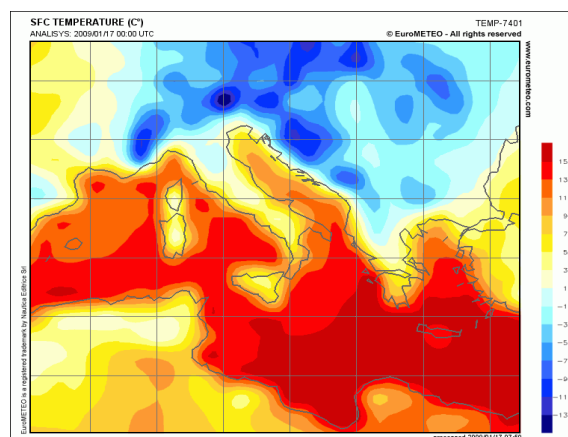 SFC TEMPERATURE (C°)
TEMP-7401
ANALISYS: 2009/01/17 00:00 UTC
© EuroMETEO - All rights reserved
www.eurometeo.com
EuroMETEO is a registered trademark by Nautica Editrice Srl
15
13
11
9
7
5
3
1
-1
-3
-5
-7
-9
-11
-13